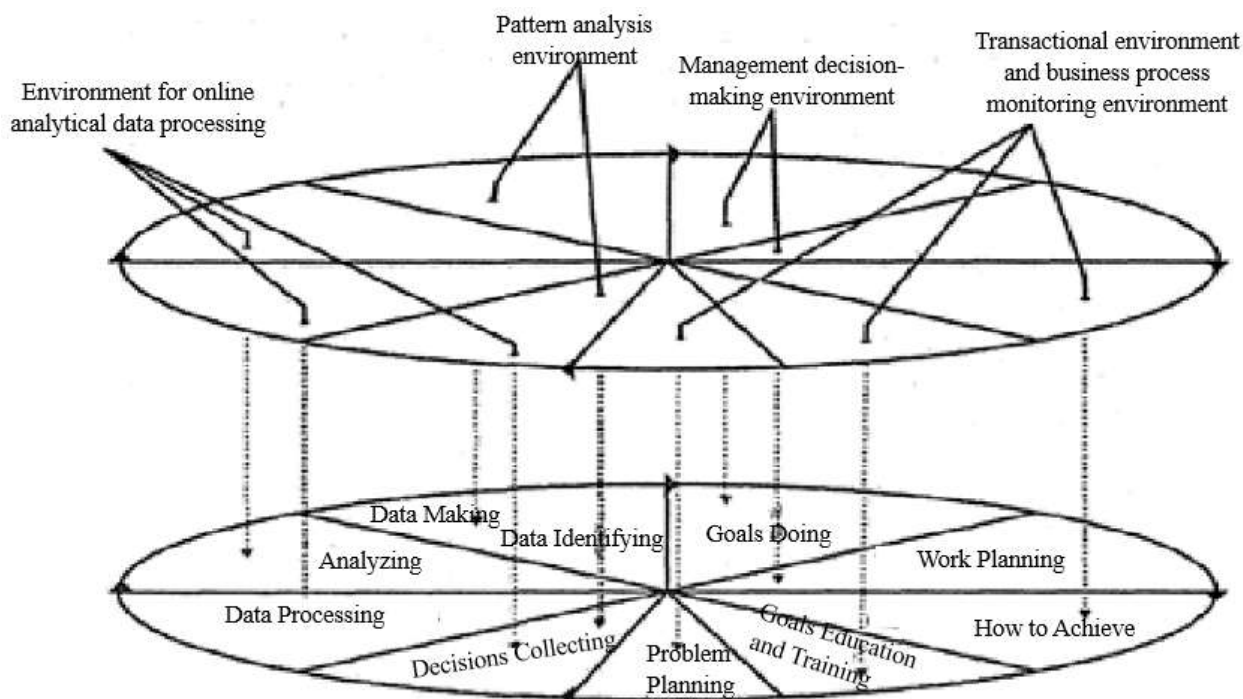 Pattern analysis
environment
Management decision-
making environment
Transactional environment
and business process
monitoring environment
Environment for online
analytical data processing
Data Making
Data Identifying
Goals Doing
Analyzing
Work Planning
Data Processing
Decisions Collecting
Problem
Planning
Goals Education
and Training
How to Achieve